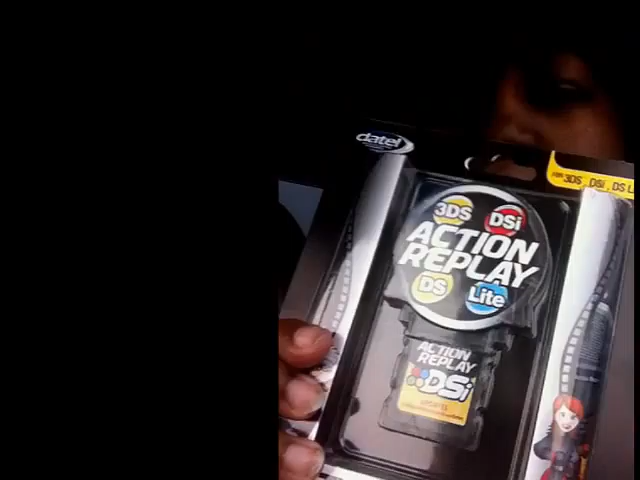 datel
FOR 3DS, DSi, DS L
3DS DSi
ACTION
REPLAY
DS Lite
ACTION
REPLAY
DSi